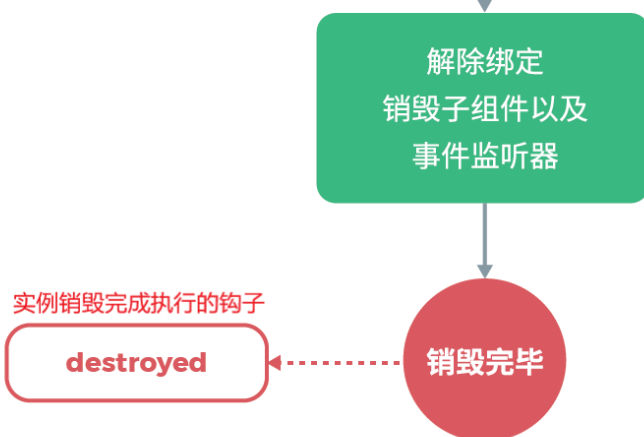 解除绑定
销毁子组件以及
事件监听器
实例销毁完成执行的钩子
destroyed
销毁完毕